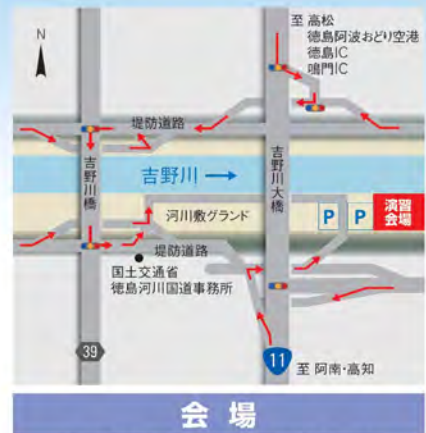 N
至 高松
徳島阿波おどり空港
徳島IC
鳴門IC
堤防道路
吉野川橋
吉野川大橋
吉野川 →
河川敷グランド
P P
演習
会場
堤防道路
国土交通省
徳島河川国道事務所
39
11
至 阿南・高知
会場